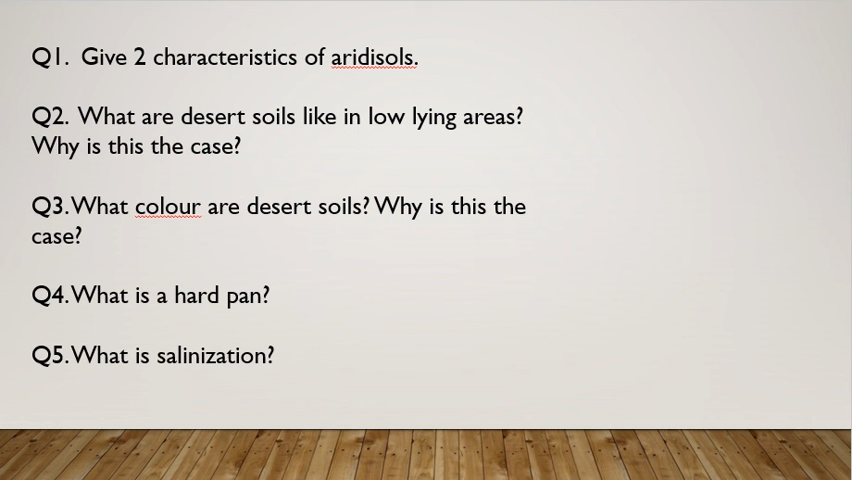 Q1.  Give 2 characteristics of aridisols.
Q2. What are desert soils like in low lying areas?
Why is this the case?
Q3.What colour are desert soils? Why is this the
case?
Q4.What is a hard pan?
Q5.What is salinization?